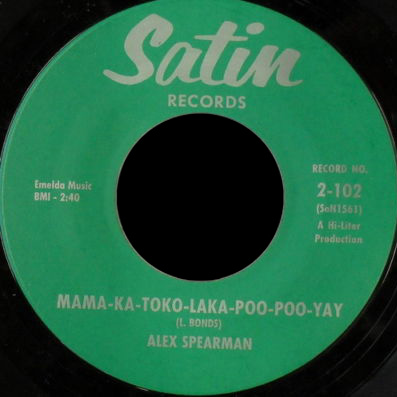 Satin
RECORDS
Emelda Music
BMI - 2:40
RECORD NO.
2-102
(SoN1561)
A Hi-Liter
Production
MAMA-KA-TOKO-LAKA-POO-POO-YAY
(L. BONDS)
ALEX SPEARMAN